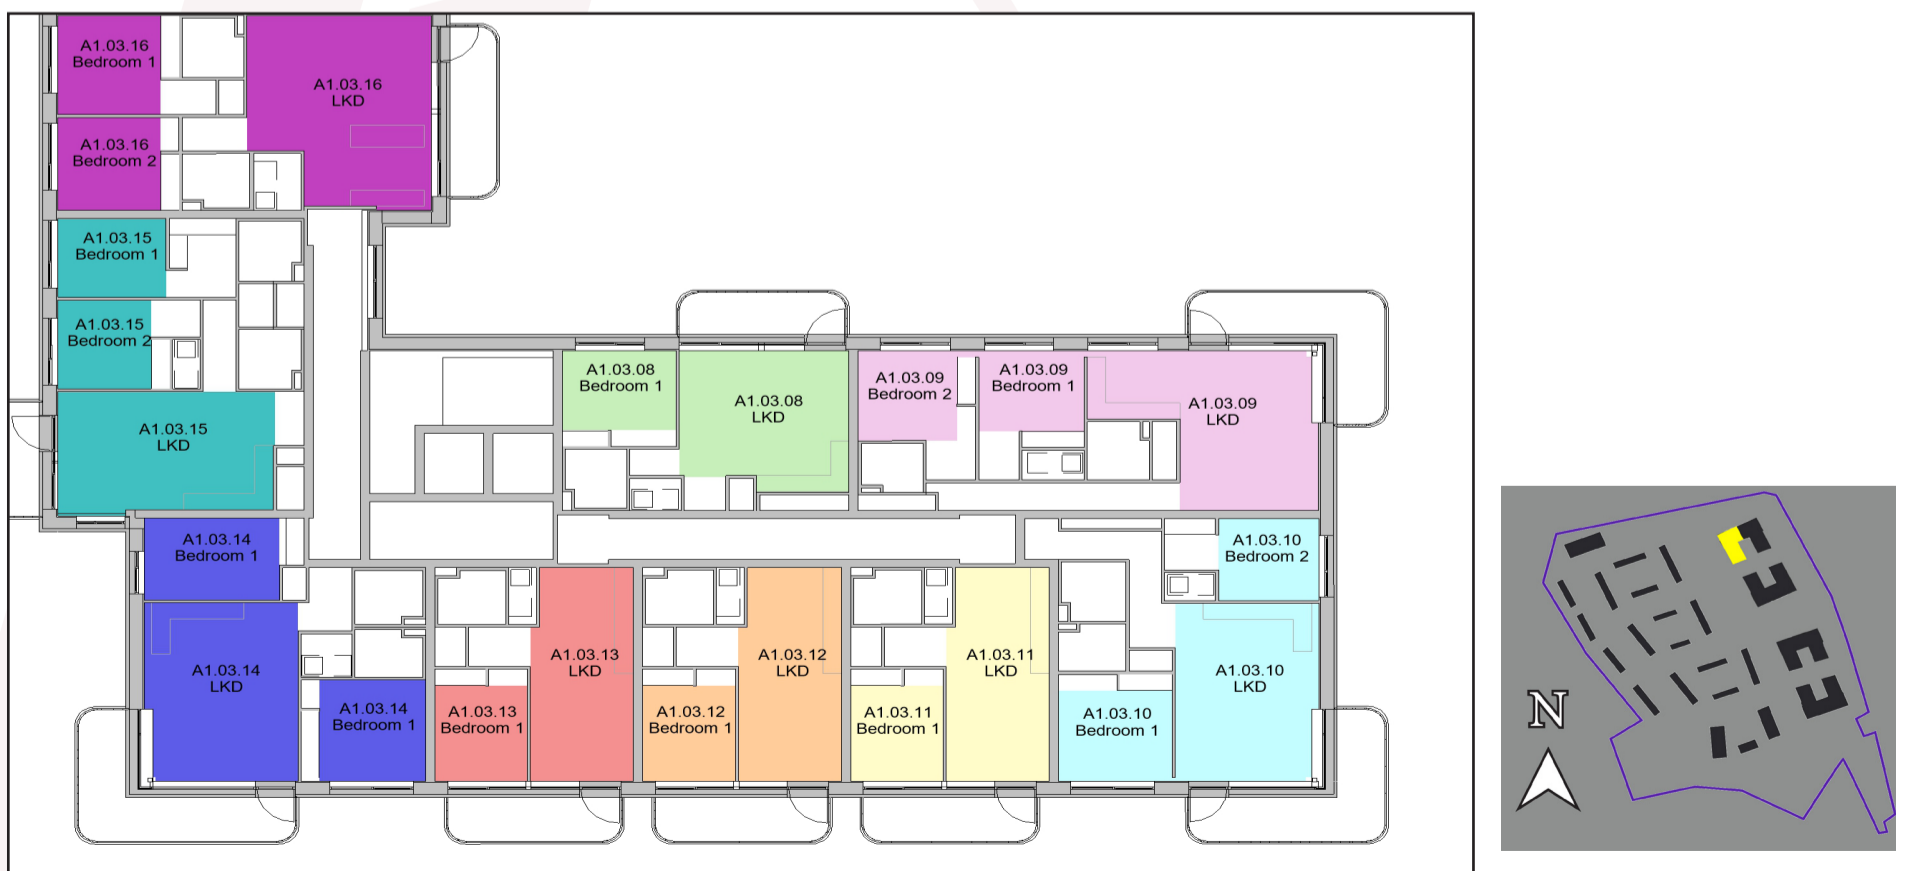 A1.03.16
Bedroom 1
A1.03.16
LKD
A1.03.16
Bedroom 2
A1.03.15
Bedroom 1
A1.03.15
Bedroom 2
A1.03.15
LKD
A1.03.08
Bedroom 1
A1.03.08
LKD
A1.03.09
Bedroom 2
A1.03.09
Bedroom 1
A1.03.09
LKD
A1.03.14
Bedroom 1
A1.03.14
LKD
A1.03.14
Bedroom 1
A1.03.13
LKD
A1.03.13
Bedroom 1
A1.03.12
LKD
A1.03.12
Bedroom 1
A1.03.11
LKD
A1.03.11
Bedroom 1
A1.03.10
Bedroom 2
A1.03.10
LKD
A1.03.10
Bedroom 1
N